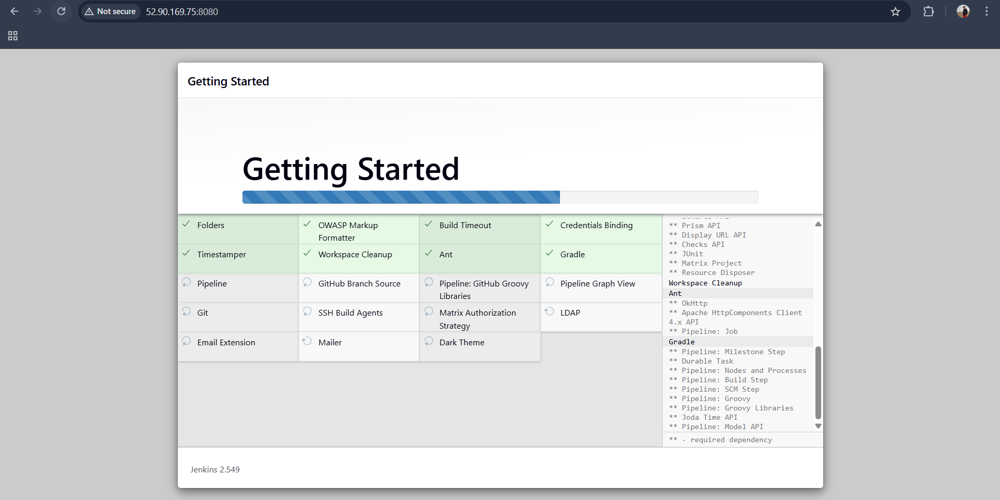 Not secure
52.90.169.75:8080
Getting Started
Getting Started
Folders
OWASP Markup
Formatter
Build Timeout
Credentials Binding
Timestamper
Workspace Cleanup
Ant
Gradle
Pipeline
GitHub Branch Source
Pipeline: GitHub Groovy
Libraries
Pipeline Graph View
Git
SSH Build Agents
Matrix Authorization
Strategy
LDAP
Email Extension
Mailer
Dark Theme
** Prism API
** Display URL API
** Checks API
** JUnit
** Matrix Project
** Resource Disposer
Workspace Cleanup
Ant
** OkHttp
** Apache HttpComponents Client
4.x API
** Pipeline: Job
Gradle
** Pipeline: Milestone Step
** Durable Task
** Pipeline: Nodes and Processes
** Pipeline: Build Step
** Pipeline: SCM Step
** Pipeline: Groovy
** Pipeline: Groovy Libraries
** Joda Time API
** Pipeline: Model API
** - required dependency
Jenkins 2.549